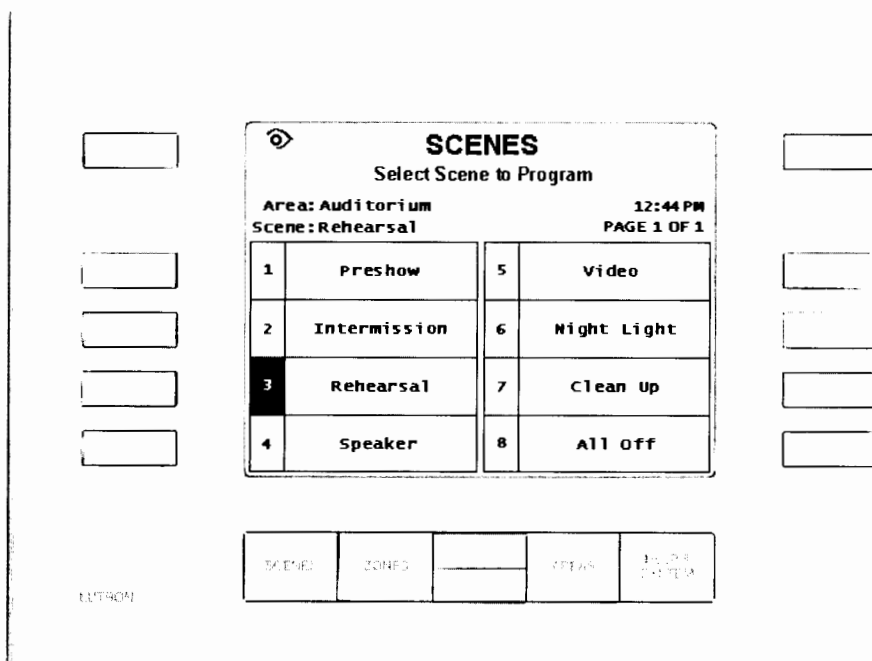 SCENES
Select Scene to Program
Area: Auditorium 12:44 PM
Scene: Rehearsal PAGE 1 OF 1
1 Preshow 5 Video
2 Intermission 6 Night Light
3 Rehearsal 7 Clean Up
4 Speaker 8 All Off
SCENES ZONES AREAS
LUTRON